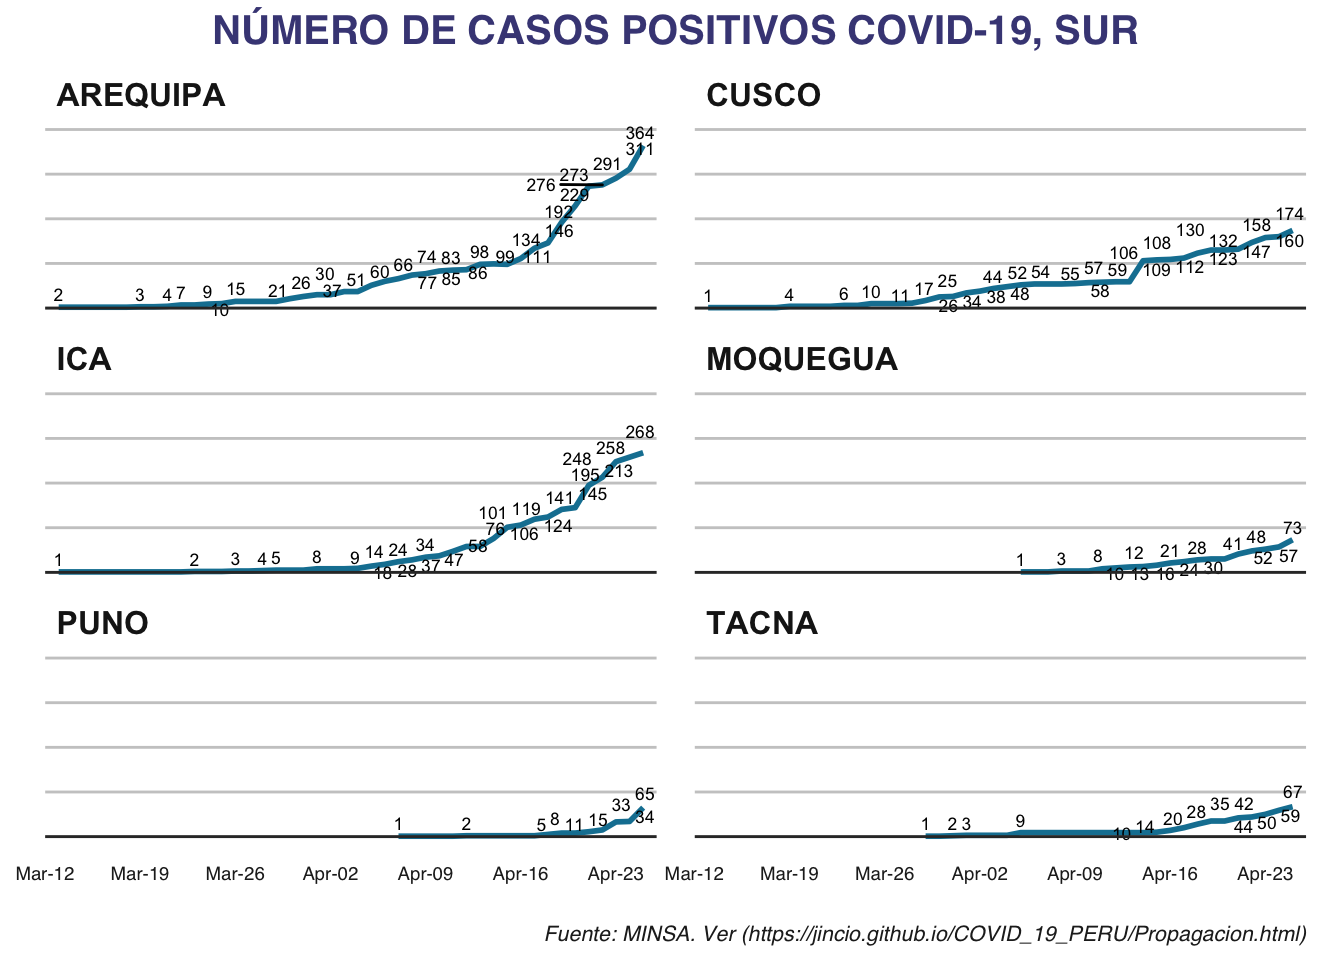 NÚMERO DE CASOS POSITIVOS COVID-19, SUR
AREQUIPA
2 3 4 7 9 10 15 21 26 30 37 51 60 66 74 77 83 85 98 86 99 134 111 146 192 229 276 273 291 311 364
CUSCO
1 4 6 10 11 17 25 26 34 44 38 52 48 54 55 57 58 59 106 108 109 112 130 132 123 158 147 174 160
ICA
1 2 3 4 5 8 9 14 18 24 28 34 37 47 58 76 101 106 119 124 141 145 195 248 213 258 268
MOQUEGUA
1 3 8 10 12 13 16 21 24 28 30 41 48 52 57 73
PUNO
1 2 5 8 11 15 33 34 65
TACNA
1 2 3 9 10 14 20 28 35 42 44 50 59 67
Mar-12 Mar-19 Mar-26 Apr-02 Apr-09 Apr-16 Apr-23 Mar-12 Mar-19 Mar-26 Apr-02 Apr-09 Apr-16 Apr-23
Fuente: MINSA. Ver (https://jincio.github.io/COVID_19_PERU/Propagacion.html)